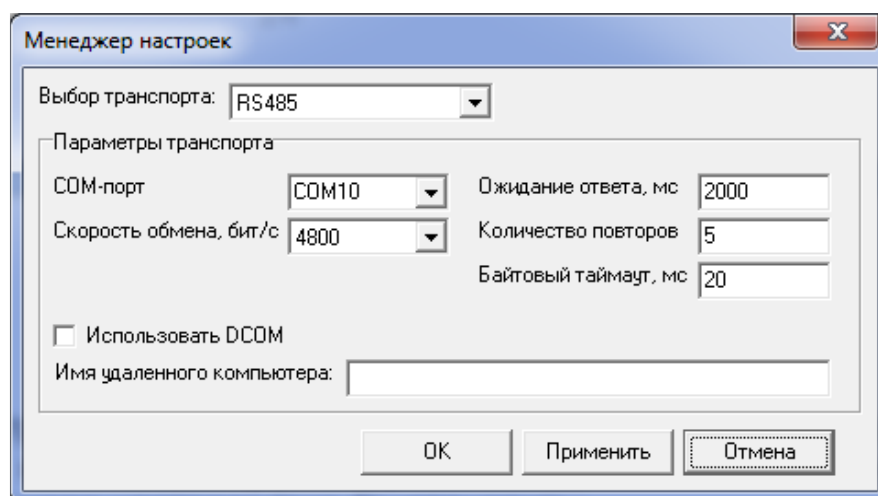 Менеджер настроек
Выбор транспорта: RS485
Параметры транспорта
COM-порт COM10 Ожидание ответа, мс 2000
Скорость обмена, бит/с 4800 Количество повторов 5
Байтовый таймаут, мс 20
Использовать DCOM
Имя удаленного компьютера:
OK Применить Отмена